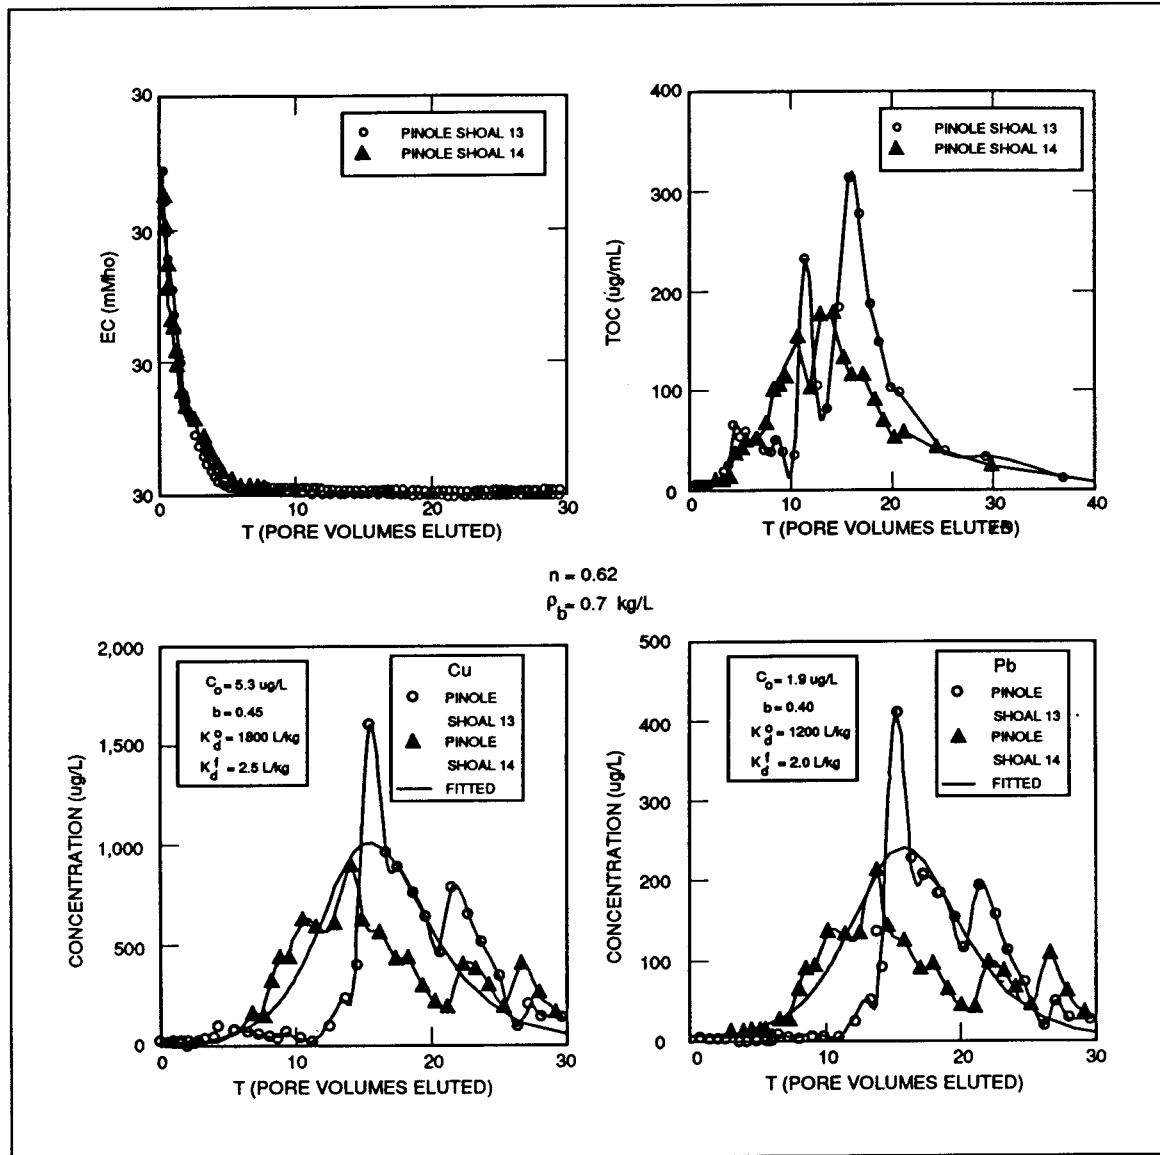 30
30
30
30
EC (mMho)
PINOLE SHOAL 13
PINOLE SHOAL 14
0 10 20 30
T (PORE VOLUMES ELUTED)
400
300
200
100
0
TOC (ug/mL)
PINOLE SHOAL 13
PINOLE SHOAL 14
10 20 30 40
T (PORE VOLUMES ELUTED)
n = 0.62
ρb= 0.7 kg/L
2,000
1,500
1,000
500
0
CONCENTRATION (ug/L)
Co= 5.3 ug/L
b = 0.45
Kdo = 1800 L/kg
Kdf = 2.5 L/kg
Cu
PINOLE
SHOAL 13
PINOLE
SHOAL 14
FITTED
0 10 20 30
T (PORE VOLUMES ELUTED)
500
400
300
200
100
0
CONCENTRATION (ug/L)
Co= 1.9 ug/L
b = 0.40
Kdo = 1200 L/kg
Kdf = 2.0 L/kg
Pb
PINOLE
SHOAL 13
PINOLE
SHOAL 14
FITTED
0 10 20 30
T (PORE VOLUMES ELUTED)